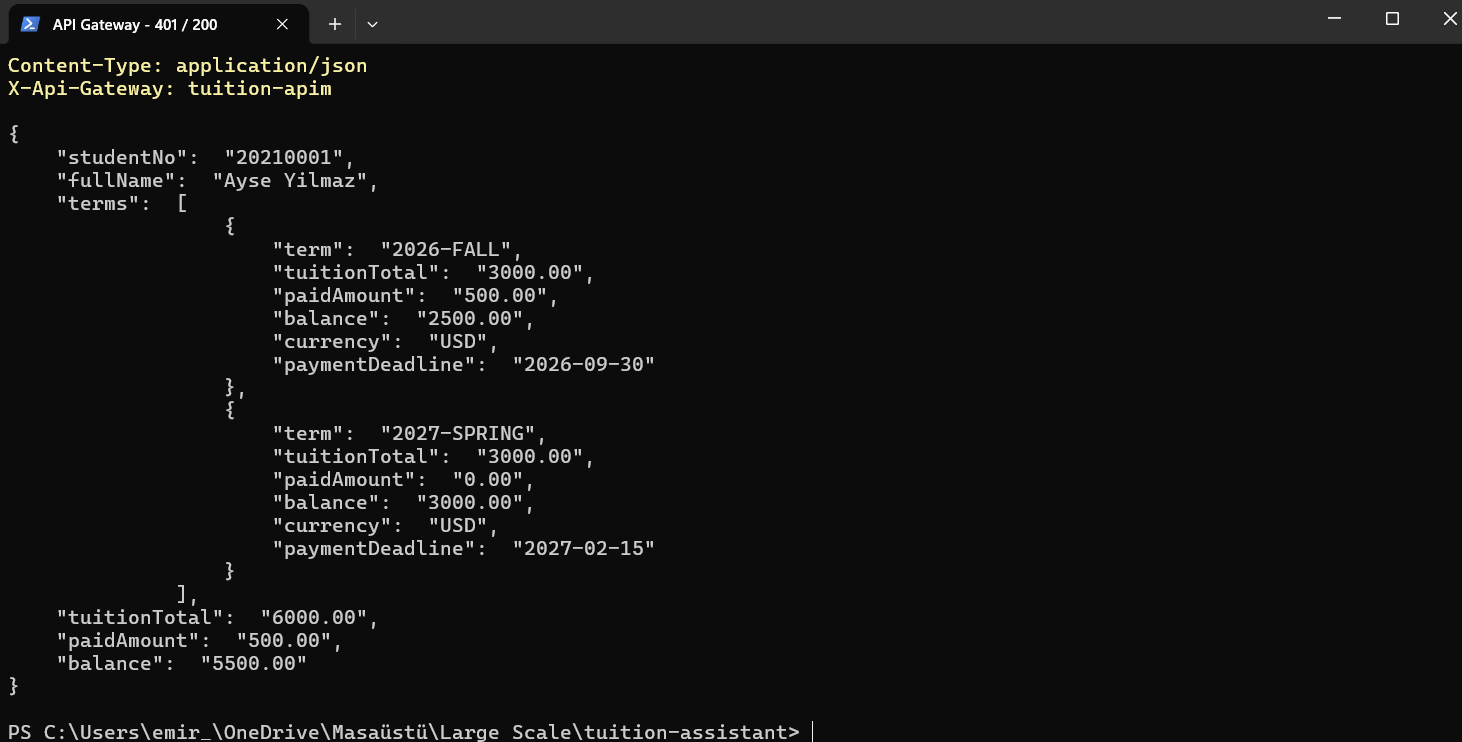 API Gateway - 401 / 200
Content-Type: application/json
X-Api-Gateway: tuition-apim
{
    "studentNo":  "20210001",
    "fullName":  "Ayse Yilmaz",
    "terms":  [
                  {
                      "term":  "2026-FALL",
                      "tuitionTotal":  "3000.00",
                      "paidAmount":  "500.00",
                      "balance":  "2500.00",
                      "currency":  "USD",
                      "paymentDeadline":  "2026-09-30"
                  },
                  {
                      "term":  "2027-SPRING",
                      "tuitionTotal":  "3000.00",
                      "paidAmount":  "0.00",
                      "balance":  "3000.00",
                      "currency":  "USD",
                      "paymentDeadline":  "2027-02-15"
                  }
              ],
    "tuitionTotal":  "6000.00",
    "paidAmount":  "500.00",
    "balance":  "5500.00"
}
PS C:\Users\emir_\OneDrive\Masaüstü\Large Scale\tuition-assistant>